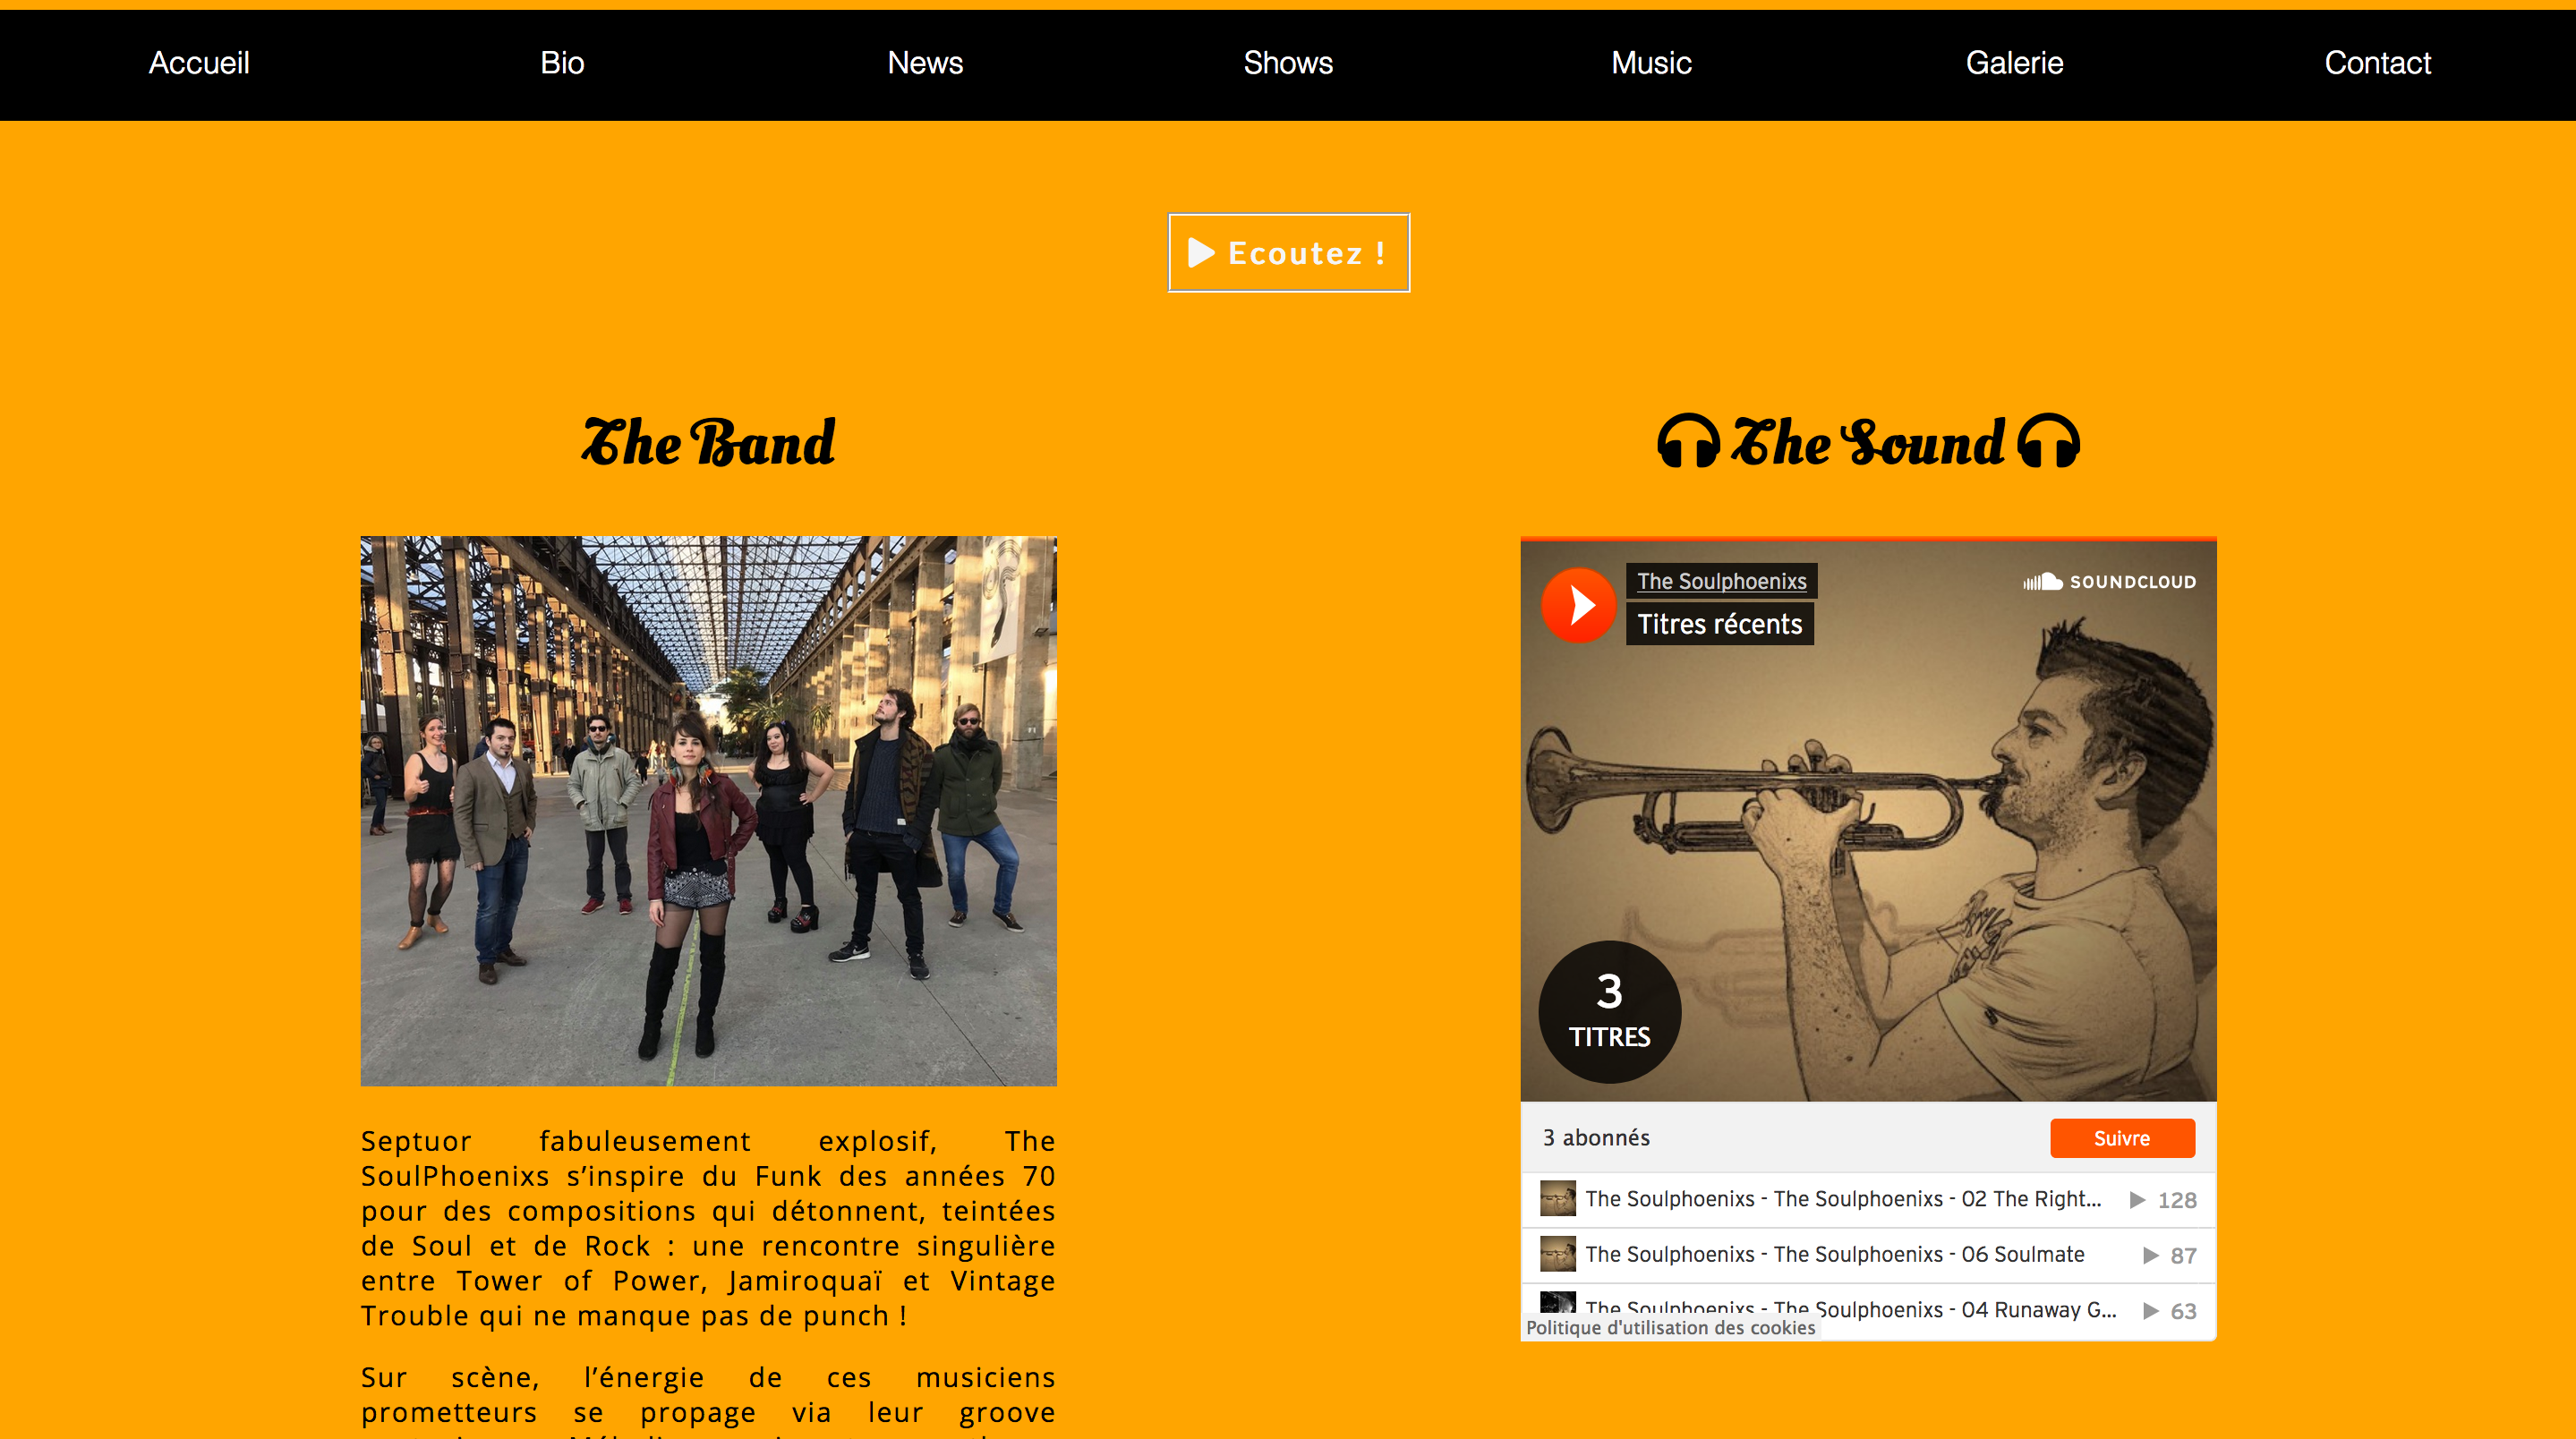 Accueil Bio News Shows Music Galerie Contact
Ecoutez !
The Band
Septuor fabuleusement explosif, The
SoulPhoenixs s’inspire du Funk des années 70
pour des compositions qui détonnent, teintées
de Soul et de Rock : une rencontre singulière
entre Tower of Power, Jamiroquaï et Vintage
Trouble qui ne manque pas de punch !
Sur scène, l’énergie de ces musiciens
prometteurs se propage via leur groove
The Sound
The Soulphoenixs
Titres récents
SOUNDCLOUD
3
TITRES
3 abonnés
Suivre
The Soulphoenixs - The Soulphoenixs - 02 The Right... 128
The Soulphoenixs - The Soulphoenixs - 06 Soulmate 87
The Soulphoenixs - The Soulphoenixs - 04 Runaway G... 63
Politique d'utilisation des cookies